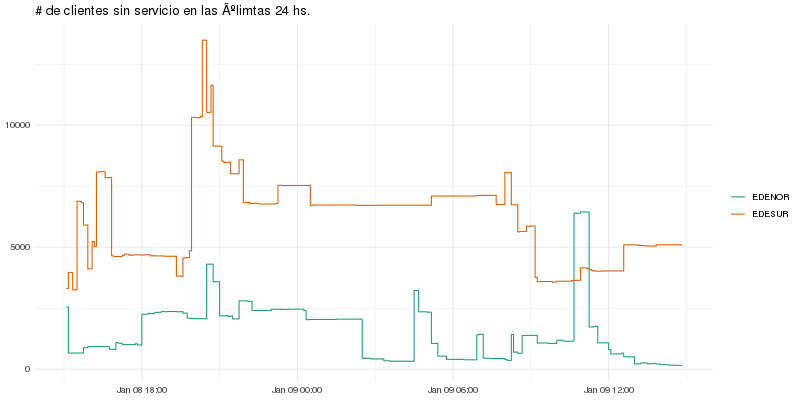 # de clientes sin servicio en las Ãºlimtas 24 hs.
10000
5000
0
Jan 08 18:00
Jan 09 00:00
Jan 09 06:00
Jan 09 12:00
EDENOR
EDESUR